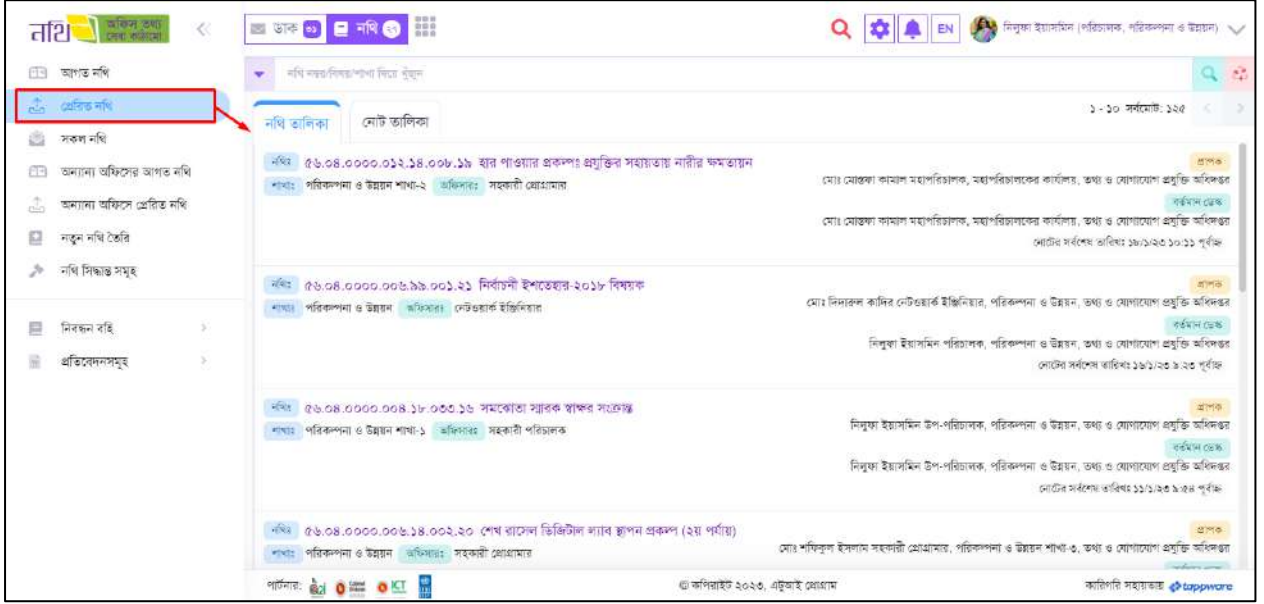 নথি অফিস তথ্য সেবা কাঠামো
ডাক ৩১ নথি ২৭
EN নিলুফা ইয়াসমিন (পরিচালক, পরিকল্পনা ও উন্নয়ন)
আগত নথি
প্রেরিত নথি
সকল নথি
অন্যান্য অফিসের আগত নথি
অন্যান্য অফিসে প্রেরিত নথি
নতুন নথি তৈরি
নথি সিদ্ধান্ত সমূহ
নিবন্ধন বহি
প্রতিবেদনসমূহ
নথি নম্বর/বিষয়/শাখা দিয়ে খুঁজুন
নথি তালিকা নোট তালিকা
১ - ১০ সর্বমোট: ১২৫
নথিঃ ৫৬.০৪.০০০০.০১২.১৪.০০৮.১৯ হার পাওয়ার প্রকল্পঃ প্রযুক্তির সহায়তায় নারীর ক্ষমতায়ন
শাখাঃ পরিকল্পনা ও উন্নয়ন শাখা-২ অফিসারঃ সহকারী প্রোগ্রামার
প্রাপক
মোঃ মোস্তফা কামাল মহাপরিচালক, মহাপরিচালকের কার্যালয়, তথ্য ও যোগাযোগ প্রযুক্তি অধিদপ্তর
বর্তমান ডেস্ক
মোঃ মোস্তফা কামাল মহাপরিচালক, মহাপরিচালকের কার্যালয়, তথ্য ও যোগাযোগ প্রযুক্তি অধিদপ্তর
নোটের সর্বশেষ তারিখঃ ১৮/১/২৩ ১০:১১ পূর্বাহ্ন
নথিঃ ৫৬.০৪.০০০০.০০৬.৯৯.০০১.২১ নির্বাচনী ইশতেহার-২০১৮ বিষয়ক
শাখাঃ পরিকল্পনা ও উন্নয়ন অফিসারঃ নেটওয়ার্ক ইঞ্জিনিয়ার
প্রাপক
মোঃ দিদারুল কাদির নেটওয়ার্ক ইঞ্জিনিয়ার, পরিকল্পনা ও উন্নয়ন, তথ্য ও যোগাযোগ প্রযুক্তি অধিদপ্তর
বর্তমান ডেস্ক
নিলুফা ইয়াসমিন পরিচালক, পরিকল্পনা ও উন্নয়ন, তথ্য ও যোগাযোগ প্রযুক্তি অধিদপ্তর
নোটের সর্বশেষ তারিখঃ ১৬/১/২৩ ৯:২৩ পূর্বাহ্ন
নথিঃ ৫৬.০৪.০০০০.০০৪.১৮.০৩৩.১৬ সমঝোতা স্মারক স্বাক্ষর সংক্রান্ত
শাখাঃ পরিকল্পনা ও উন্নয়ন শাখা-১ অফিসারঃ সহকারী পরিচালক
প্রাপক
নিলুফা ইয়াসমিন উপ-পরিচালক, পরিকল্পনা ও উন্নয়ন, তথ্য ও যোগাযোগ প্রযুক্তি অধিদপ্তর
বর্তমান ডেস্ক
নিলুফা ইয়াসমিন উপ-পরিচালক, পরিকল্পনা ও উন্নয়ন, তথ্য ও যোগাযোগ প্রযুক্তি অধিদপ্তর
নোটের সর্বশেষ তারিখঃ ১১/১/২৩ ৯:৫৪ পূর্বাহ্ন
নথিঃ ৫৬.০৪.০০০০.০০৬.১৪.০০২.২০ শেখ রাসেল ডিজিটাল ল্যাব স্থাপন প্রকল্প (২য় পর্যায়)
শাখাঃ পরিকল্পনা ও উন্নয়ন অফিসারঃ সহকারী প্রোগ্রামার
প্রাপক
মোঃ শফিকুল ইসলাম সহকারী প্রোগ্রামার, পরিকল্পনা ও উন্নয়ন শাখা-৩, তথ্য ও যোগাযোগ প্রযুক্তি অধিদপ্তর
পার্টনার: a2i ICT
© কপিরাইট ২০২৩, এটুআই প্রোগ্রাম
কারিগরি সহায়তায় tappware